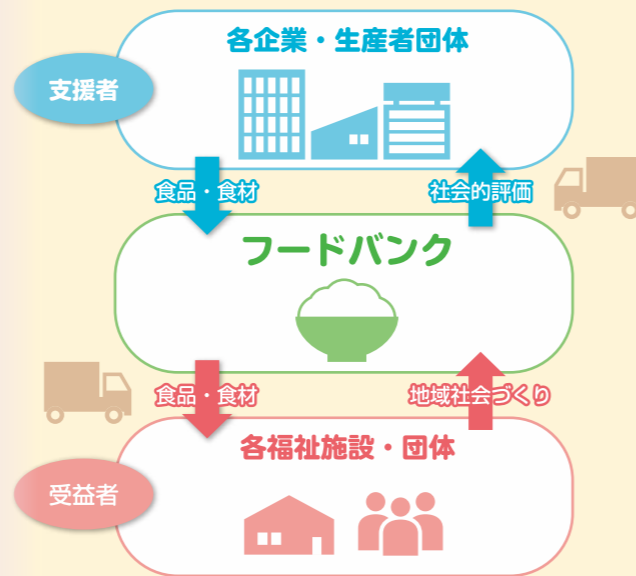 各企業・生産者団体
支援者
食品・食材
社会的評価
フードバンク
食品・食材
地域社会づくり
各福祉施設・団体
受益者